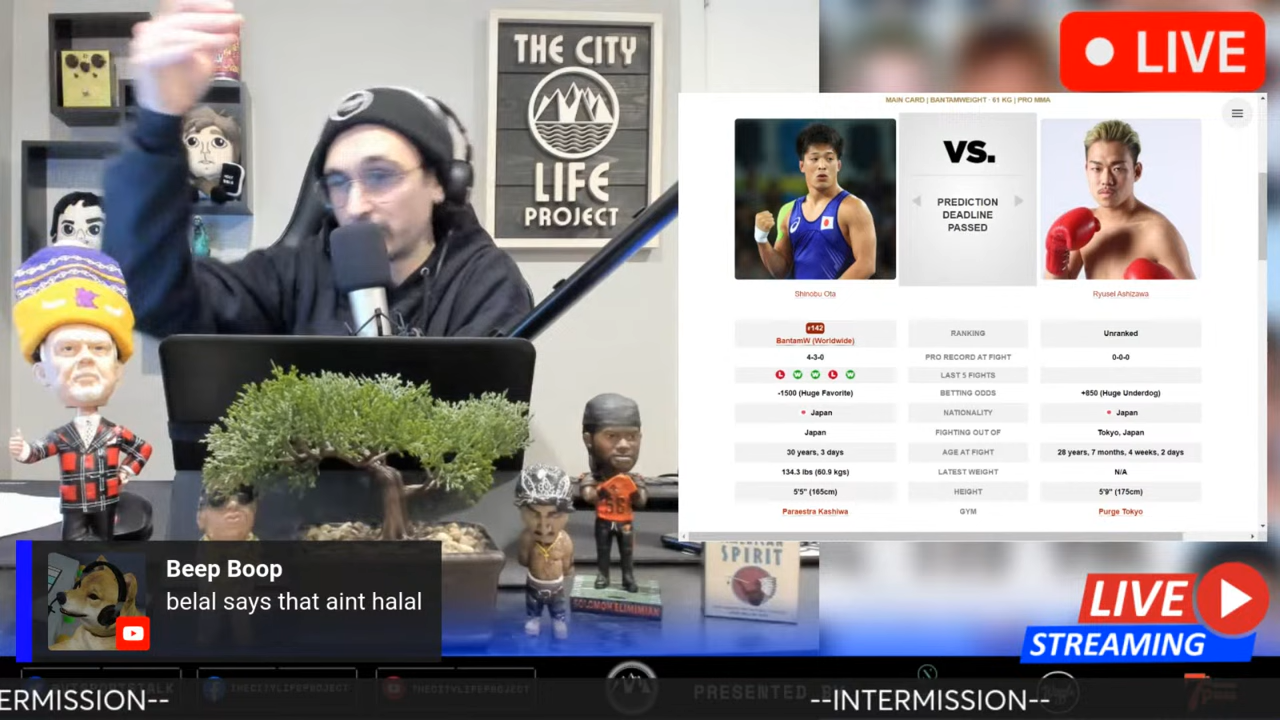 THE CITY
LIFE
PROJECT
LIVE
MAIN CARD | BANTAMWEIGHT · 61 KG | PRO MMA
VS.
PREDICTION
DEADLINE
PASSED
Shinobu Ota
Ryusei Ashizawa
#142
BantamW (Worldwide)
RANKING
Unranked
4-3-0
PRO RECORD AT FIGHT
0-0-0
L W W L W
LAST 5 FIGHTS
-1500 (Huge Favorite)
BETTING ODDS
+850 (Huge Underdog)
Japan
NATIONALITY
Japan
Japan
FIGHTING OUT OF
Tokyo, Japan
30 years, 3 days
AGE AT FIGHT
28 years, 7 months, 4 weeks, 2 days
134.3 lbs (60.9 kgs)
LATEST WEIGHT
N/A
5'5" (165cm)
HEIGHT
5'9" (175cm)
Paraestra Kashiwa
GYM
Purge Tokyo
SPIRIT
SOLOMON ELIMIMIAN
Beep Boop
belal says that aint halal
LIVE
STREAMING
THECITYLIFEPROJECT
THECITYLIFEPROJECT
PRESENTED
ERMISSION--
--INTERMISSION--